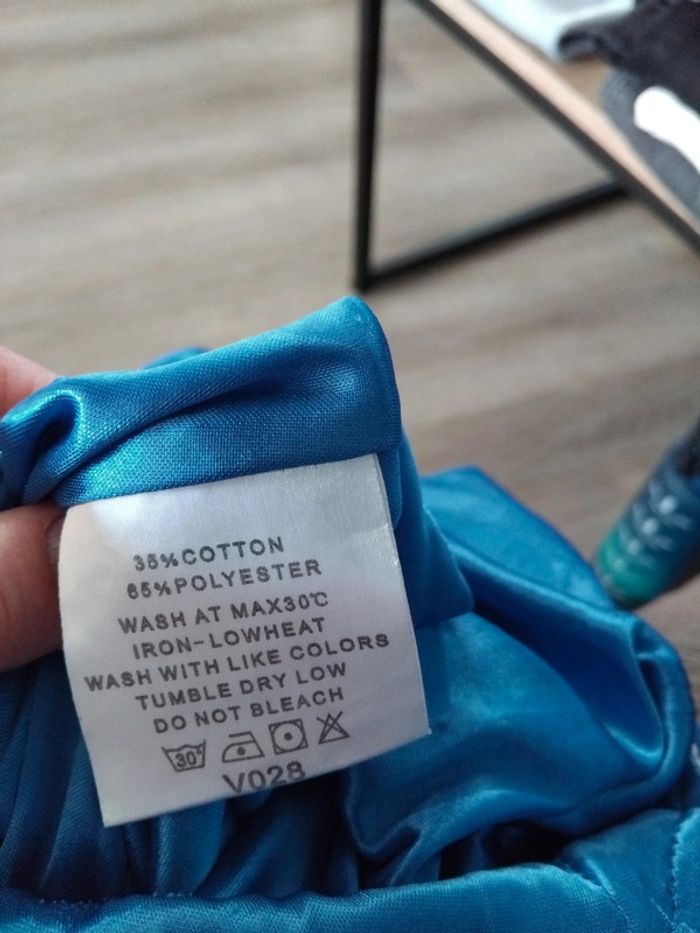 35%COTTON
65%POLYESTER
WASH AT MAX30℃
IRON-LOWHEAT
WASH WITH LIKE COLORS
TUMBLE DRY LOW
DO NOT BLEACH
30°
V028